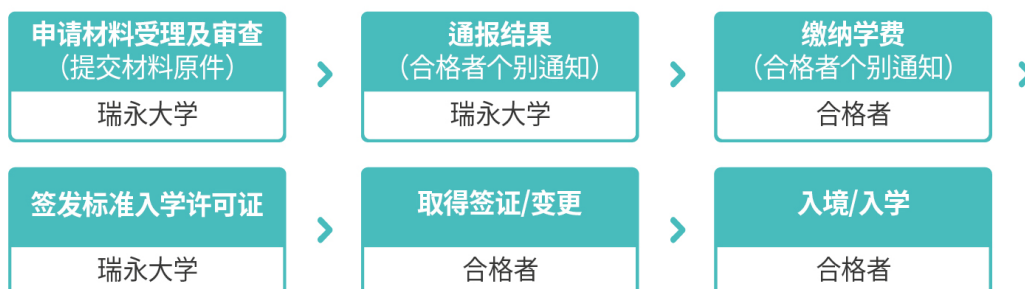 申请材料受理及审查
（提交材料原件）
瑞永大学
通报结果
（合格者个别通知）
瑞永大学
缴纳学费
（合格者个别通知）
合格者
签发标准入学许可证
瑞永大学
取得签证/变更
合格者
入境/入学
合格者